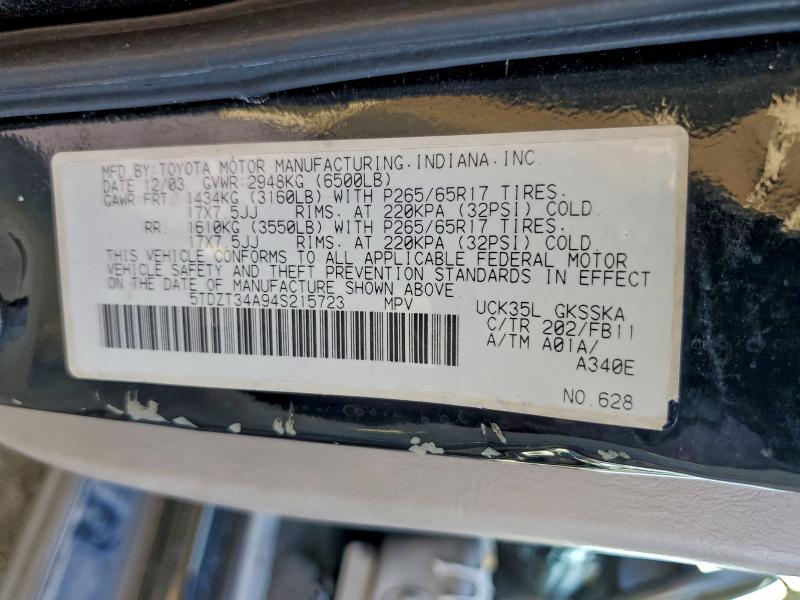 MFD.BY:TOYOTA MOTOR MANUFACTURING.INDIANA.INC.
DATE 12/03 GVWR:2948KG (6500LB)
GAWR:FRT. 1434KG (3160LB) WITH P265/65R17 TIRES.
17X7.5JJ RIMS. AT 220KPA (32PSI) COLD.
RR. 1610KG (3550LB) WITH P265/65R17 TIRES.
17X7.5JJ RIMS. AT 220KPA (32PSI) COLD.
THIS VEHICLE CONFORMS TO ALL APPLICABLE FEDERAL MOTOR
VEHICLE SAFETY AND THEFT PREVENTION STANDARDS IN EFFECT
ON THE DATE OF MANUFACTURE SHOWN ABOVE
5TDZT34A94S215723 MPV UCK35L GKSSKA
C/TR 202/FB11
A/TM A01A/
A340E
NO.628